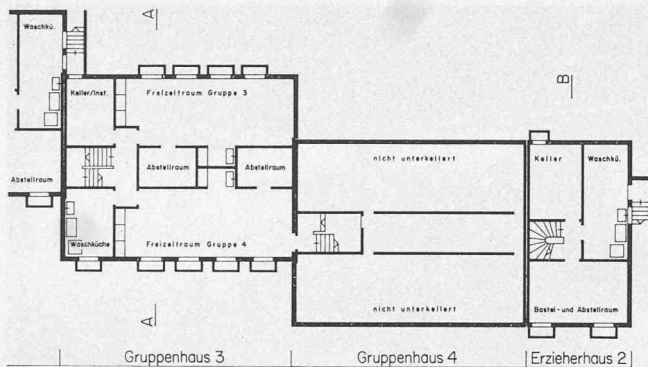 Waschkü.
A
Keller/Inst.
Freizeitraum Gruppe 3
B
Abstellraum
Abstellraum
Abstellraum
nicht unterkellert
Keller
Waschkü.
Waschküche
Freizeitraum Gruppe 4
nicht unterkellert
Bastel- und Abstellraum
A
Gruppenhaus 3
Gruppenhaus 4
Erzieherhaus 2